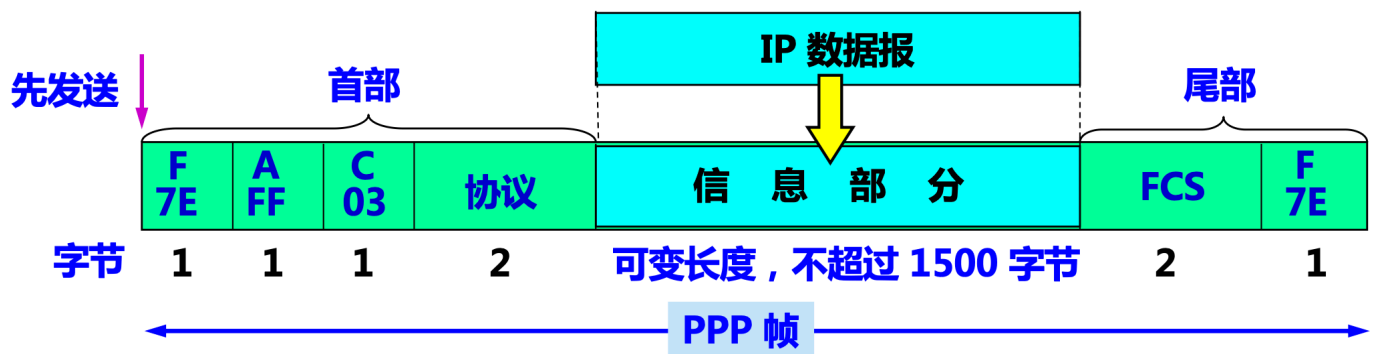 IP 数据报
先发送
首部
尾部
F
7E
A
FF
C
03
协议
信 息 部 分
FCS
F
7E
字节
1
1
1
2
可变长度，不超过 1500 字节
2
1
PPP 帧